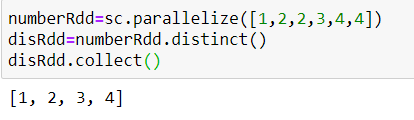 numberRdd=sc.parallelize([1,2,2,3,4,4])
disRdd=numberRdd.distinct()
disRdd.collect()
[1, 2, 3, 4]